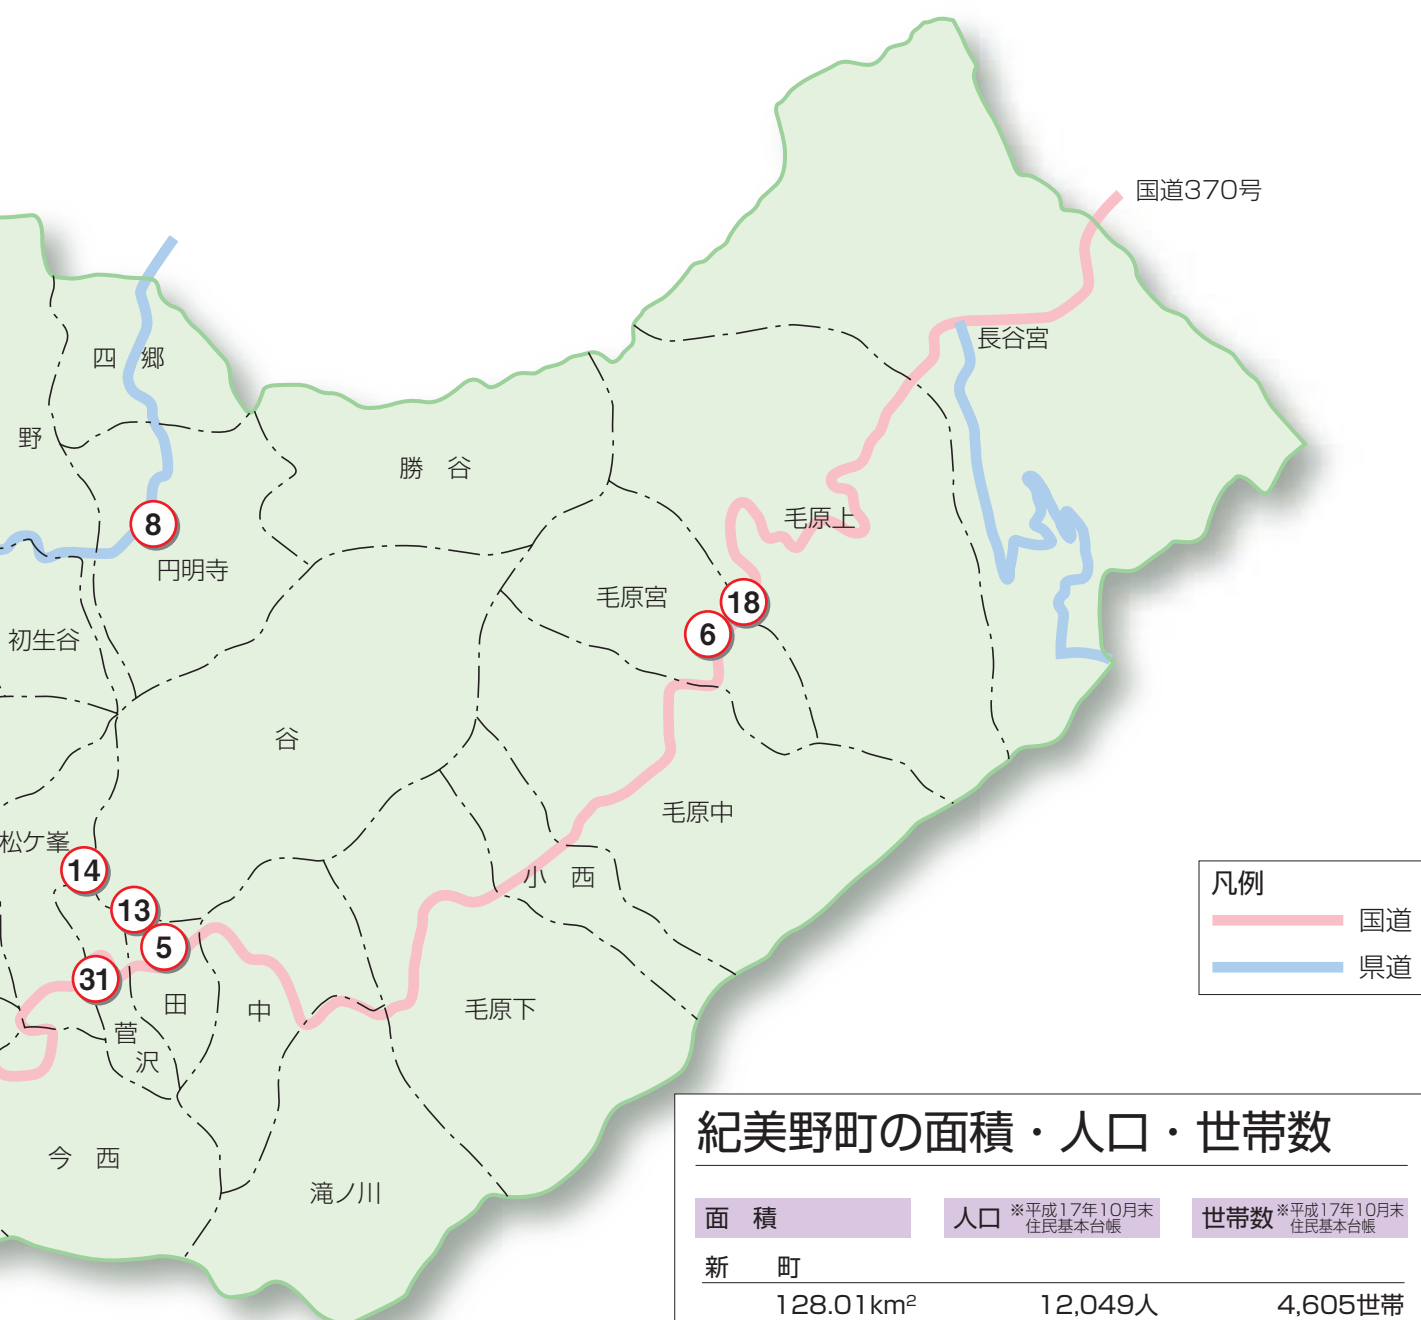 国道370号
長谷宮
四 郷
野
勝 谷
8
毛原上
円明寺
毛原宮
18
6
初生谷
谷
毛原中
松ケ峯
14
小 西
凡例
国道
県道
13
5
31
田
中
毛原下
菅
沢
今 西
滝ノ川
紀美野町の面積・人口・世帯数
面 積
人口 ※平成17年10月末
住民基本台帳
世帯数 ※平成17年10月末
住民基本台帳
新 町
128.01km² 12,049人 4,605世帯